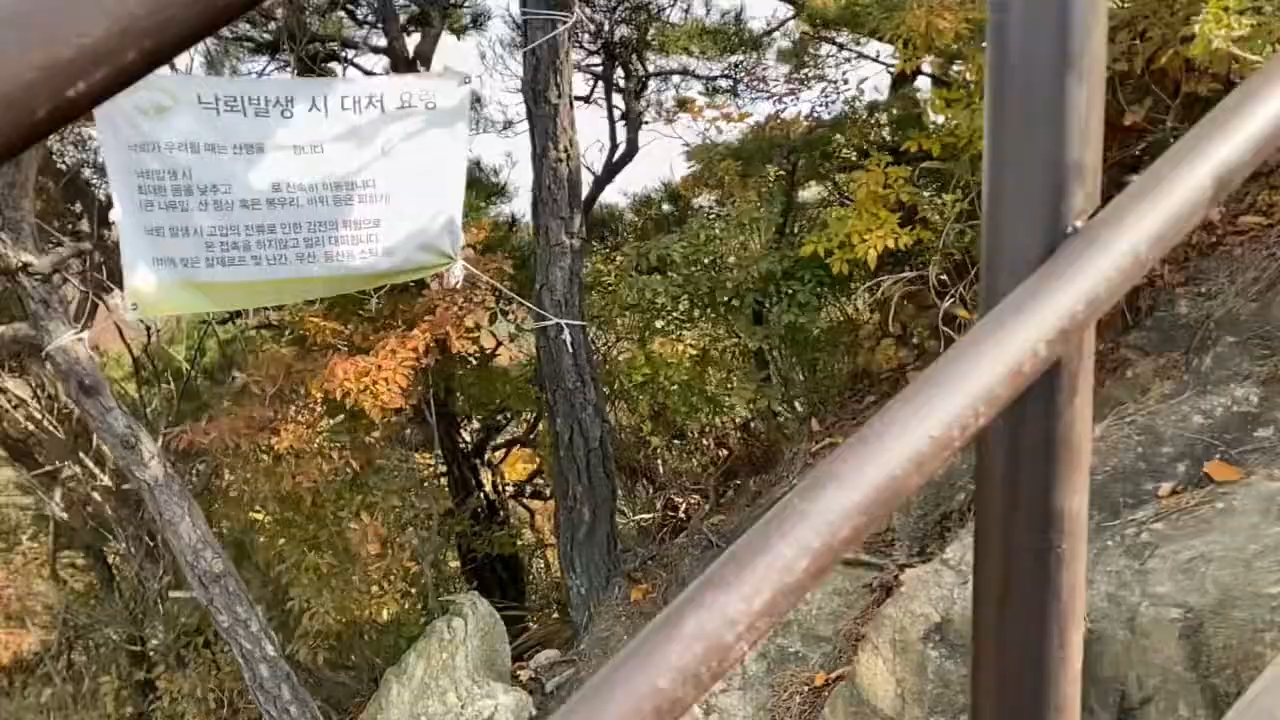 낙뢰발생 시 대처 요령
낙뢰가 우려될 때는 산행을 합니다
낙뢰발생 시
최대한 몸을 낮추고 로 신속히 이동합니다
(큰 나무밑, 산 정상 혹은 봉우리, 바위 등은 피하기)
낙뢰 발생 시 고압의 전류로 인한 감전의 위험으로
은 접촉을 하지않고 멀리 대피합니다
(비에 젖은 철제로프 및 난간, 우산, 등산용 스틱